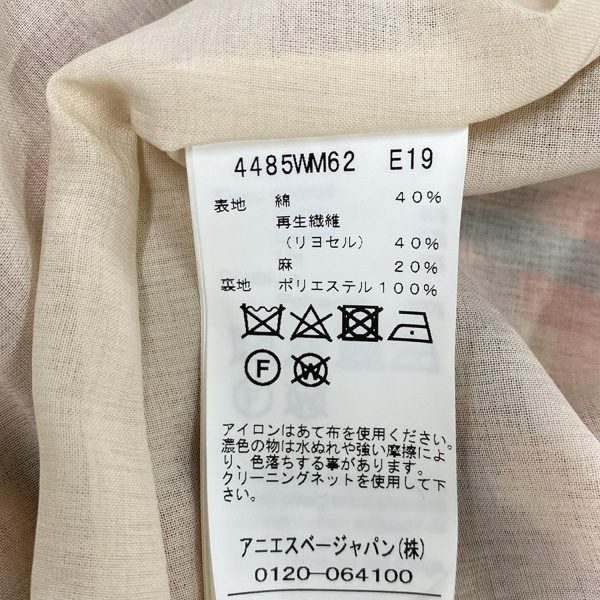 4485WM62 E19
表地 綿 40%
再生繊維
（リヨセル） 40%
麻 20%
裏地 ポリエステル 100%
F W
アイロンはあて布を使用ください。
濃色の物は水ぬれや強い摩擦によ
り、色落ちする事があります。
クリーニングネットを使用して下
さい。
アニエスベージャパン(株)
0120-064100